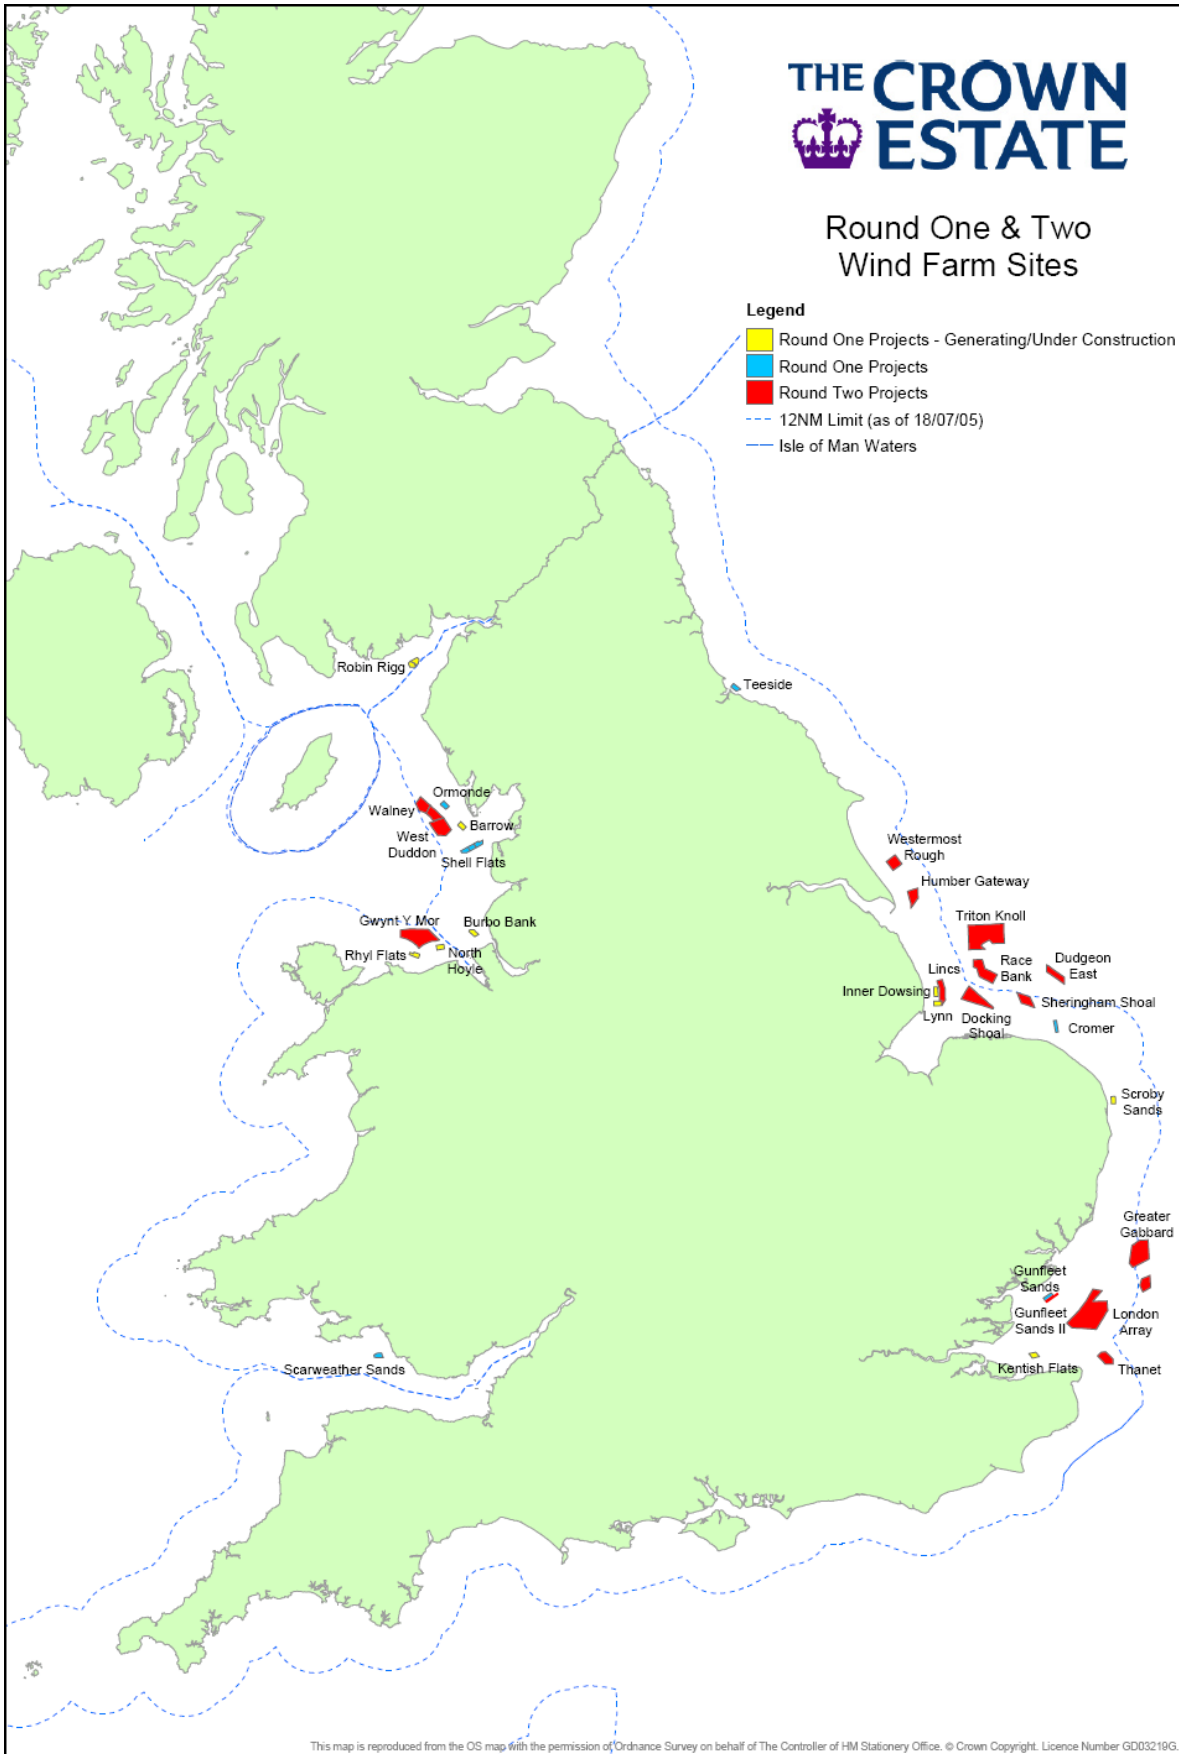 THE CROWN
ESTATE
Round One & Two
Wind Farm Sites
Legend
Round One Projects - Generating/Under Construction
Round One Projects
Round Two Projects
12NM Limit (as of 18/07/05)
Isle of Man Waters
Robin Rigg
Teeside
Ormonde
Walney
Barrow
West
Duddon
Shell Flats
Westermost
Rough
Humber Gateway
Gwynt Y Mor
Burbo Bank
Rhyl Flats
North
Hoyle
Triton Knoll
Race
Bank
Dudgeon
East
Lincs
Inner Dowsing
Sheringham Shoal
Lynn
Docking
Shoal
Cromer
Scroby
Sands
Greater
Gabbard
Gunfleet
Sands
Gunfleet
Sands II
London
Array
Scarweather Sands
Kentish Flats
Thanet
This map is reproduced from the OS map with the permission of Ordnance Survey on behalf of The Controller of HM Stationery Office. © Crown Copyright. Licence Number GD03219G.